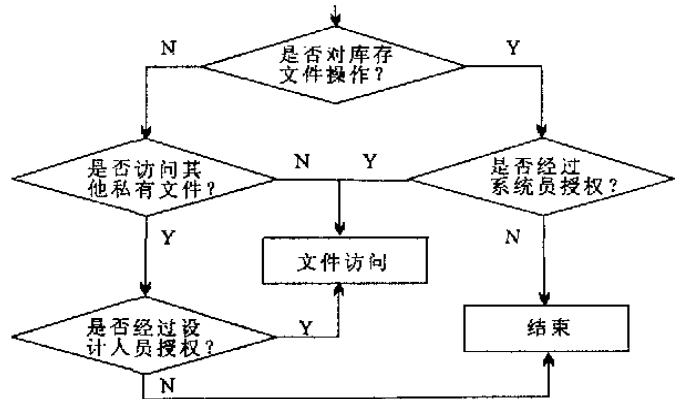 N
是否对库存
文件操作？
Y
是否访问其
他私有文件？
N
Y
是否经过
系统员授权？
Y
N
文件访问
是否经过设
计人员授权？
Y
结束
N